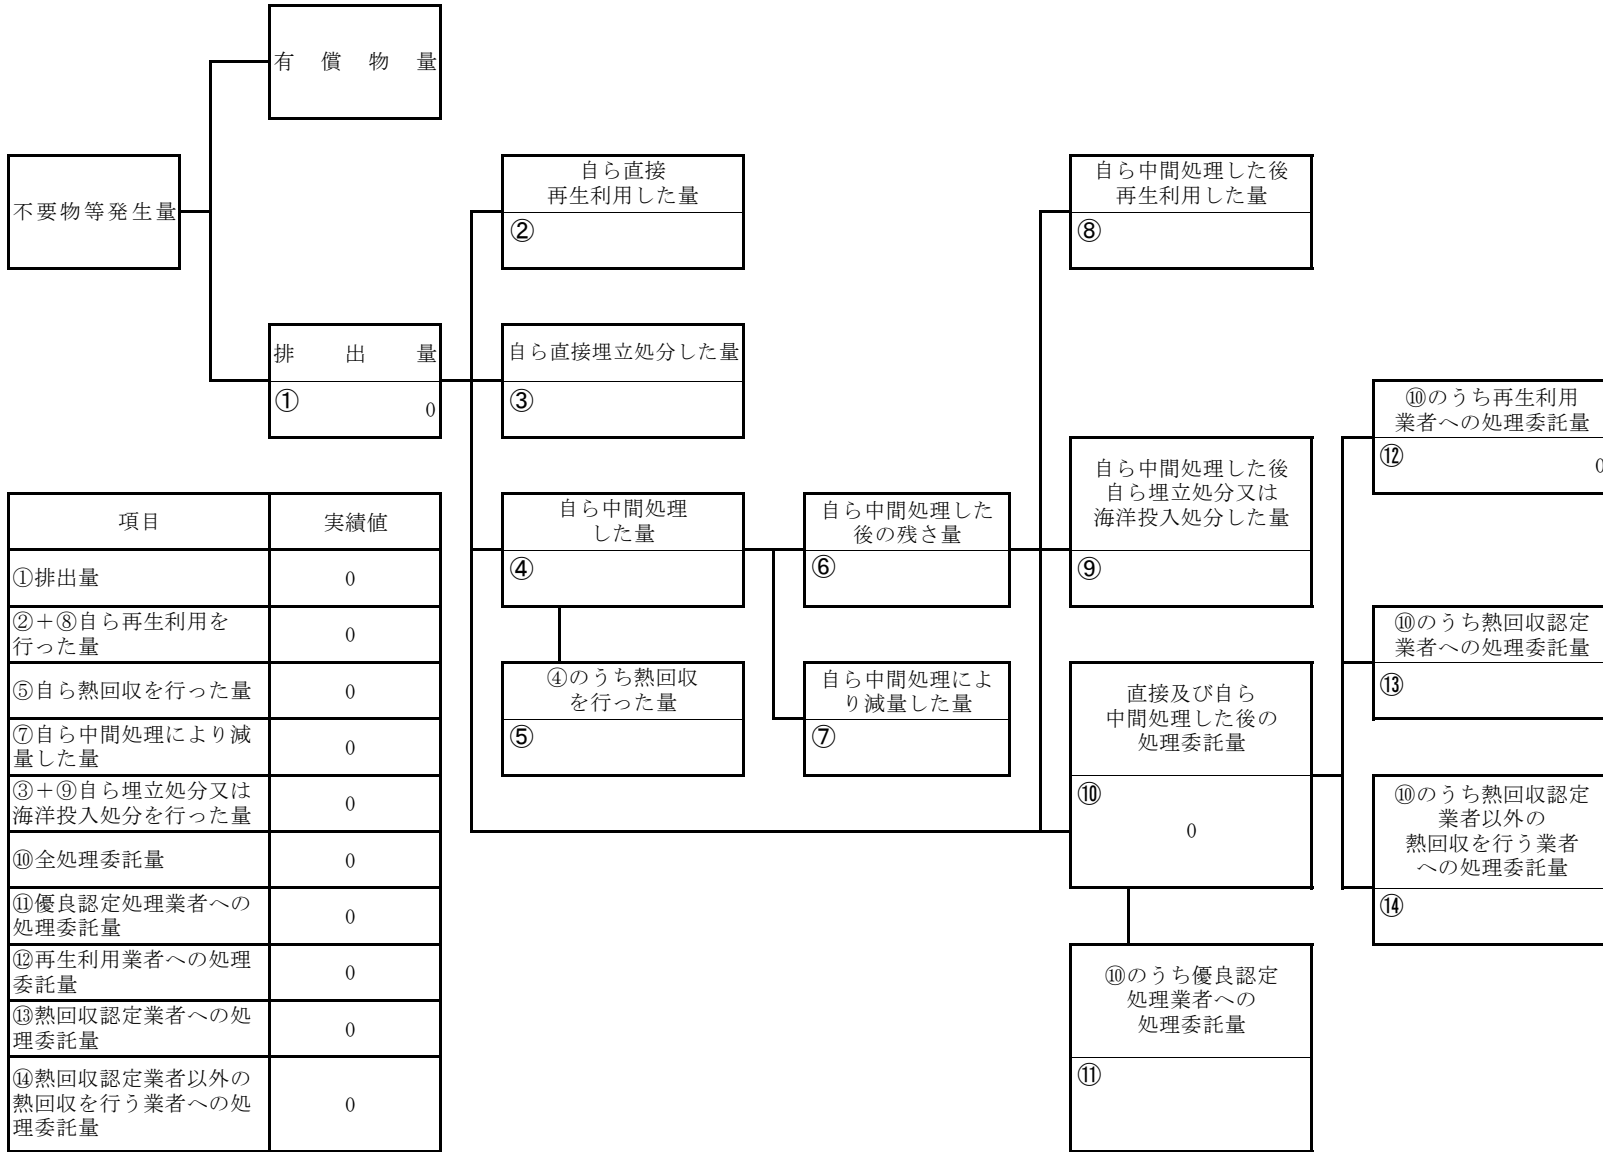 有償物量
不要物等発生量
排出量
①
0
自ら直接
再生利用した量
②
自ら直接埋立処分した量
③
自ら中間処理
した量
④
④のうち熱回収
を行った量
⑤
自ら中間処理した
後の残さ量
⑥
自ら中間処理によ
り減量した量
⑦
自ら中間処理した後
再生利用した量
⑧
自ら中間処理した後
自ら埋立処分又は
海洋投入処分した量
⑨
直接及び自ら
中間処理した後の
処理委託量
⑩
0
⑩のうち優良認定
処理業者への
処理委託量
⑪
⑩のうち再生利用
業者への処理委託量
⑫
0
⑩のうち熱回収認定
業者への処理委託量
⑬
⑩のうち熱回収認定
業者以外の
熱回収を行う業者
への処理委託量
⑭
項目 実績値
①排出量 0
②＋⑧自ら再生利用を
行った量 0
⑤自ら熱回収を行った量 0
⑦自ら中間処理により減
量した量 0
③＋⑨自ら埋立処分又は
海洋投入処分を行った量 0
⑩全処理委託量 0
⑪優良認定処理業者への
処理委託量 0
⑫再生利用業者への処理
委託量 0
⑬熱回収認定業者への処
理委託量 0
⑭熱回収認定業者以外の
熱回収を行う業者への処 0
理委託量